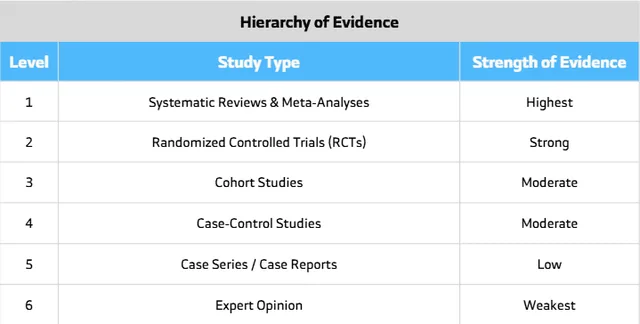 Hierarchy of Evidence
Level Study Type Strength of Evidence
1 Systematic Reviews & Meta-Analyses Highest
2 Randomized Controlled Trials (RCTs) Strong
3 Cohort Studies Moderate
4 Case-Control Studies Moderate
5 Case Series / Case Reports Low
6 Expert Opinion Weakest